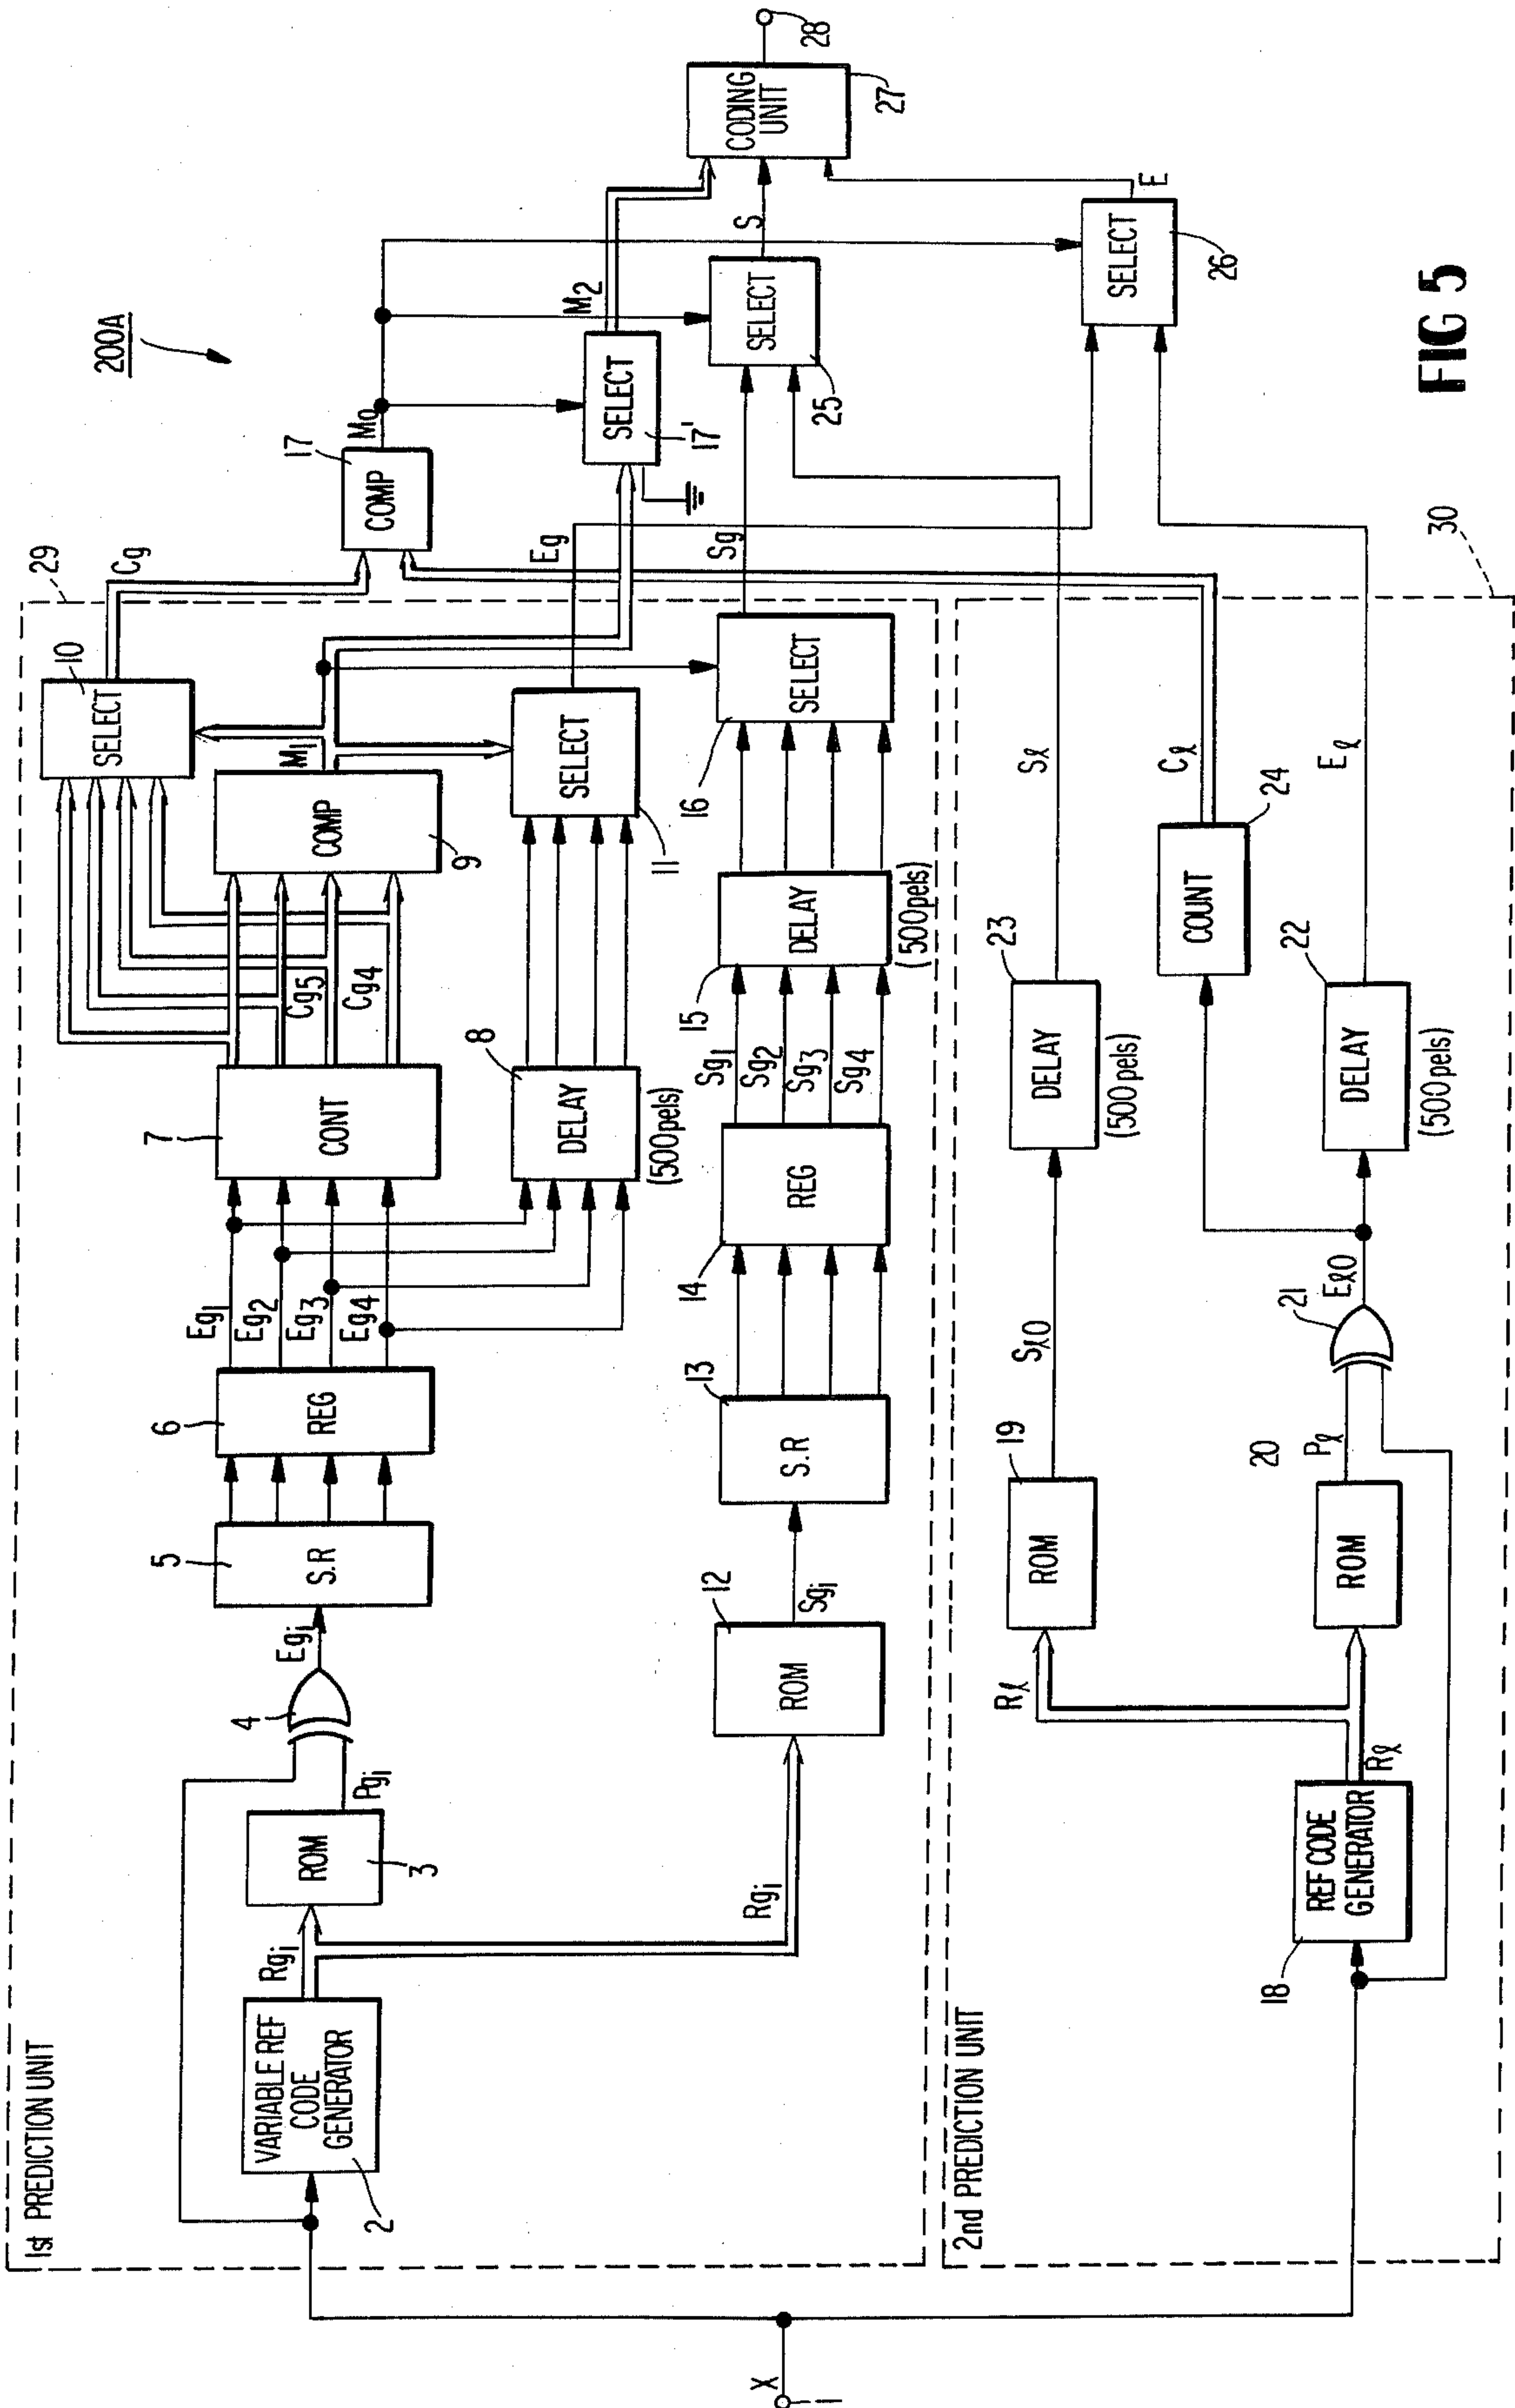 200A
FIG 5
1st PREDICTION UNIT
29
X
1
VARIABLE REF
CODE
GENERATOR
2
Rgi
Rgi
ROM
3
Pgi
4
Egi
S.R
5
REG
6
Eg1
Eg2
Eg3
Eg4
CONT
7
Cg5
Cg4
DELAY
8
(500pels)
COMP
9
M1
SELECT
10
Cg
SELECT
11
Eg
ROM
12
Sgi
S.R
13
REG
14
Sg1
Sg2
Sg3
Sg4
DELAY
15
(500pels)
SELECT
16
Sg
COMP
17
Mo
SELECT
17'
M2
SELECT
25
S
SELECT
26
E
CODING
UNIT
27
28
2nd PREDICTION UNIT
30
REF CODE
GENERATOR
18
Rℓ
Rℓ
ROM
19
Sℓ0
DELAY
23
(500pels)
Sℓ
ROM
20
Pℓ
21
Eℓ0
COUNT
24
Cℓ
DELAY
22
(500pels)
Eℓ